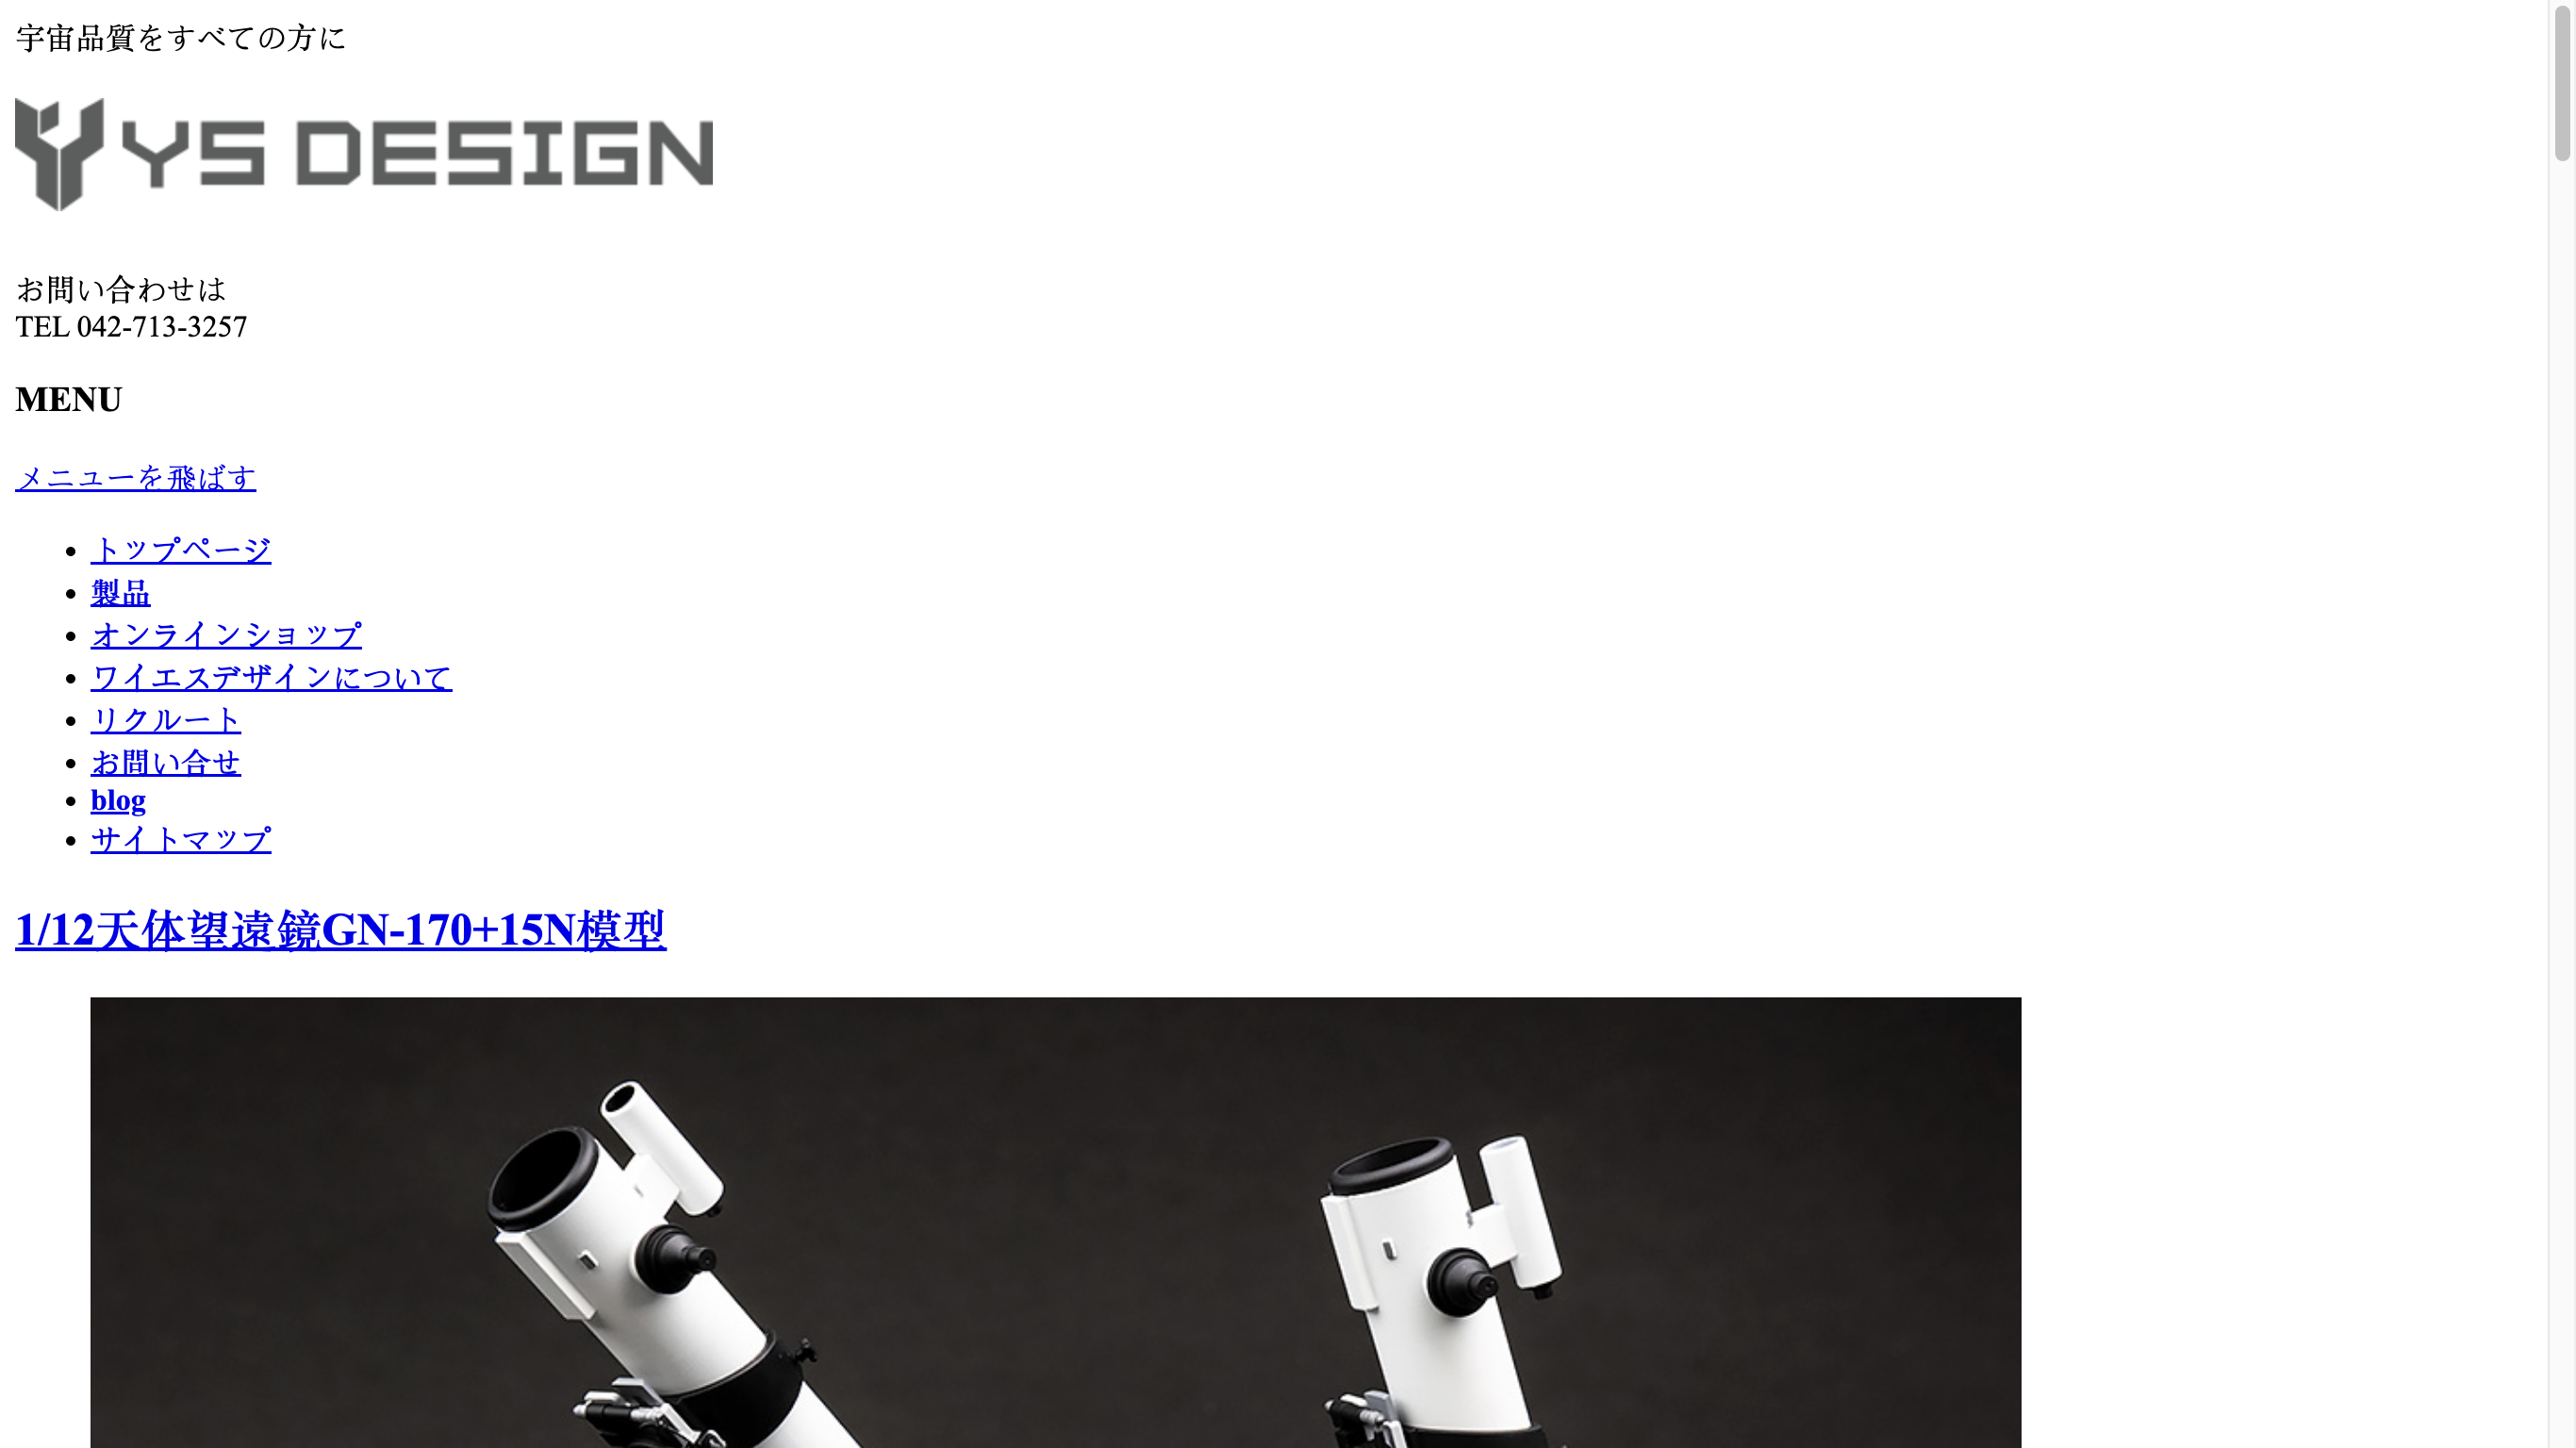 宇宙品質をすべての方に
YS DESIGN
お問い合わせは
TEL 042-713-3257
MENU
メニューを飛ばす
トップページ
製品
オンラインショップ
ワイエスデザインについて
リクルート
お問い合せ
blog
サイトマップ
1/12天体望遠鏡GN-170+15N模型